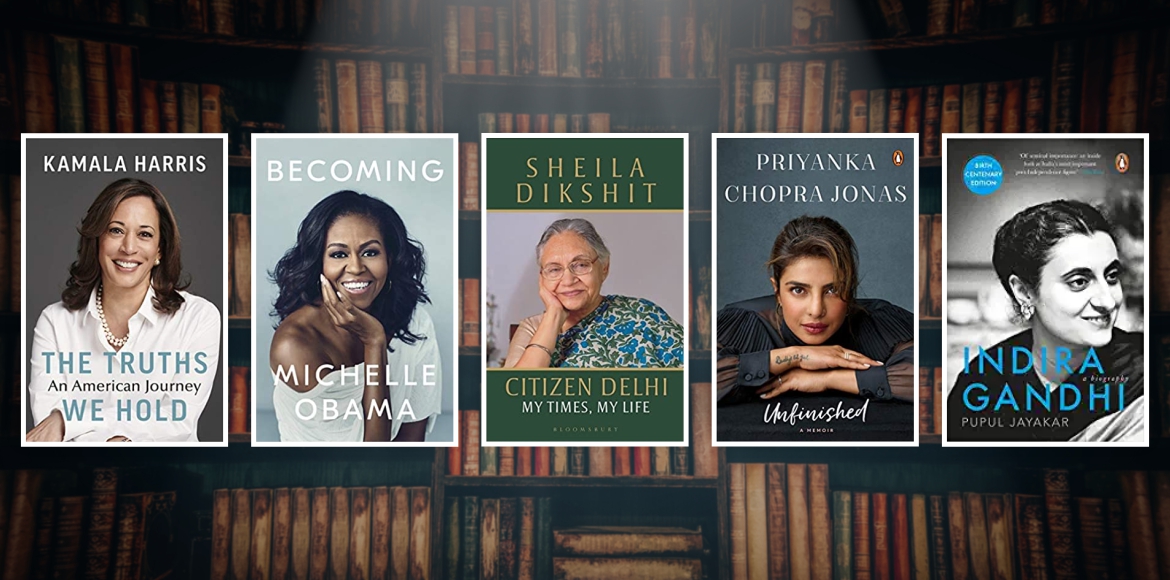 KAMALA HARRIS
THE TRUTHS
An American Journey
WE HOLD
BECOMING
MICHELLE
OBAMA
SHEILA
DIKSHIT
CITIZEN DELHI
MY TIMES, MY LIFE
BLOOMSBURY
PRIYANKA
CHOPRA JONAS
Unfinished
A MEMOIR
BIRTH
CENTENARY
EDITION
INDIRA
a biography
GANDHI
PUPUL JAYAKAR